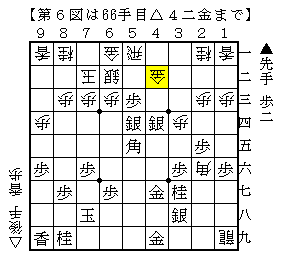 【第６図は66手目△４二金まで】
９ ８ ７ ６ ５ ４ ３ ２ １
香 桂 金 飛 桂 香 一
王 銀 金 二
歩 歩 歩 歩 歩 歩 三
歩 銀 銀 歩 四
角 五
歩 歩 歩 角 歩 六
歩 歩 金 桂 七
玉 銀 八
香 桂 金 龍 九
▲先手 歩二
△後手 香歩